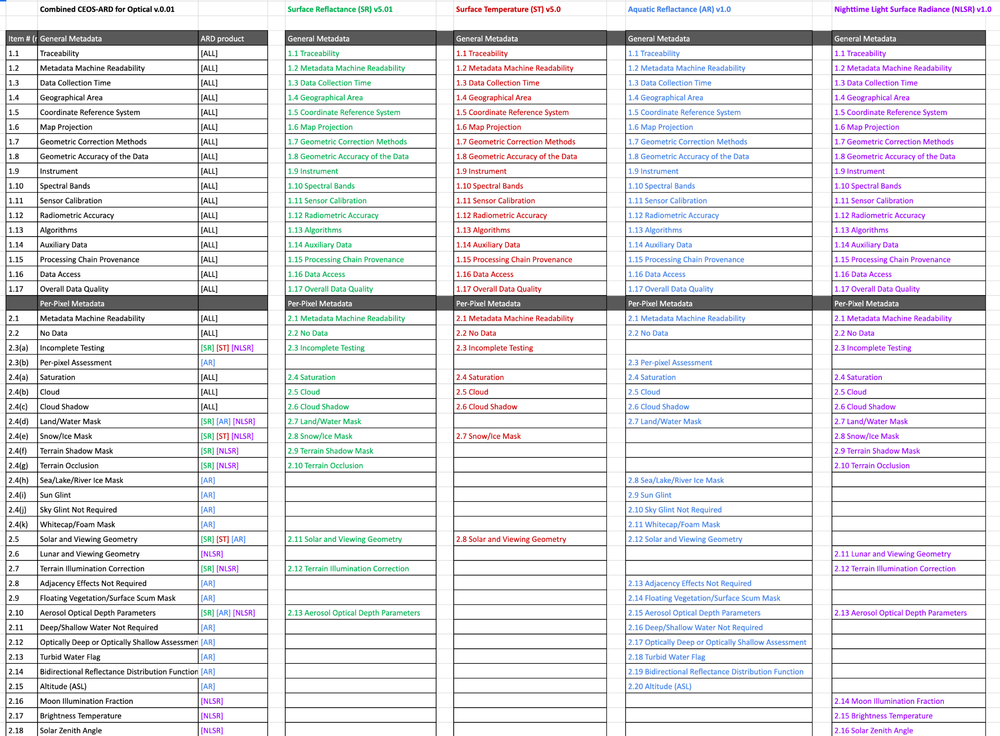 Combined CEOS-ARD for Optical v.0.01 Surface Reflactance (SR) v5.01 Surface Temperature (ST) v5.0 Aquatic Reflactance (AR) v1.0 Nighttime Light Surface Radiance (NLSR) v1.0
Item # (r General Metadata ARD product General Metadata General Metadata General Metadata General Metadata
1.1 Traceability [ALL] 1.1 Traceability 1.1 Traceability 1.1 Traceability 1.1 Traceability
1.2 Metadata Machine Readability [ALL] 1.2 Metadata Machine Readability 1.2 Metadata Machine Readability 1.2 Metadata Machine Readability 1.2 Metadata Machine Readability
1.3 Data Collection Time [ALL] 1.3 Data Collection Time 1.3 Data Collection Time 1.3 Data Collection Time 1.3 Data Collection Time
1.4 Geographical Area [ALL] 1.4 Geographical Area 1.4 Geographical Area 1.4 Geographical Area 1.4 Geographical Area
1.5 Coordinate Reference System [ALL] 1.5 Coordinate Reference System 1.5 Coordinate Reference System 1.5 Coordinate Reference System 1.5 Coordinate Reference System
1.6 Map Projection [ALL] 1.6 Map Projection 1.6 Map Projection 1.6 Map Projection 1.6 Map Projection
1.7 Geometric Correction Methods [ALL] 1.7 Geometric Correction Methods 1.7 Geometric Correction Methods 1.7 Geometric Correction Methods 1.7 Geometric Correction Methods
1.8 Geometric Accuracy of the Data [ALL] 1.8 Geometric Accuracy of the Data 1.8 Geometric Accuracy of the Data 1.8 Geometric Accuracy of the Data 1.8 Geometric Accuracy of the Data
1.9 Instrument [ALL] 1.9 Instrument 1.9 Instrument 1.9 Instrument 1.9 Instrument
1.10 Spectral Bands [ALL] 1.10 Spectral Bands 1.10 Spectral Bands 1.10 Spectral Bands 1.10 Spectral Bands
1.11 Sensor Calibration [ALL] 1.11 Sensor Calibration 1.11 Sensor Calibration 1.11 Sensor Calibration 1.11 Sensor Calibration
1.12 Radiometric Accuracy [ALL] 1.12 Radiometric Accuracy 1.12 Radiometric Accuracy 1.12 Radiometric Accuracy 1.12 Radiometric Accuracy
1.13 Algorithms [ALL] 1.13 Algorithms 1.13 Algorithms 1.13 Algorithms 1.13 Algorithms
1.14 Auxiliary Data [ALL] 1.14 Auxiliary Data 1.14 Auxiliary Data 1.14 Auxiliary Data 1.14 Auxiliary Data
1.15 Processing Chain Provenance [ALL] 1.15 Processing Chain Provenance 1.15 Processing Chain Provenance 1.15 Processing Chain Provenance 1.15 Processing Chain Provenance
1.16 Data Access [ALL] 1.16 Data Access 1.16 Data Access 1.16 Data Access 1.16 Data Access
1.17 Overall Data Quality [ALL] 1.17 Overall Data Quality 1.17 Overall Data Quality 1.17 Overall Data Quality 1.17 Overall Data Quality
Per-Pixel Metadata Per-Pixel Metadata Per-Pixel Metadata Per-Pixel Metadata Per-Pixel Metadata
2.1 Metadata Machine Readability [ALL] 2.1 Metadata Machine Readability 2.1 Metadata Machine Readability 2.1 Metadata Machine Readability 2.1 Metadata Machine Readability
2.2 No Data [ALL] 2.2 No Data 2.2 No Data 2.2 No Data 2.2 No Data
2.3(a) Incomplete Testing [SR] [ST] [NLSR] 2.3 Incomplete Testing 2.3 Incomplete Testing 2.3 Incomplete Testing
2.3(b) Per-pixel Assessment [AR] 2.3 Per-pixel Assessment
2.4(a) Saturation [ALL] 2.4 Saturation 2.4 Saturation 2.4 Saturation 2.4 Saturation
2.4(b) Cloud [ALL] 2.5 Cloud 2.5 Cloud 2.5 Cloud 2.5 Cloud
2.4(c) Cloud Shadow [ALL] 2.6 Cloud Shadow 2.6 Cloud Shadow 2.6 Cloud Shadow 2.6 Cloud Shadow
2.4(d) Land/Water Mask [SR] [AR] [NLSR] 2.7 Land/Water Mask 2.7 Land/Water Mask 2.7 Land/Water Mask
2.4(e) Snow/Ice Mask [SR] [ST] [NLSR] 2.8 Snow/Ice Mask 2.7 Snow/Ice Mask 2.8 Snow/Ice Mask
2.4(f) Terrain Shadow Mask [SR] [NLSR] 2.9 Terrain Shadow Mask 2.9 Terrain Shadow Mask
2.4(g) Terrain Occlusion [SR] [NLSR] 2.10 Terrain Occlusion 2.10 Terrain Occlusion
2.4(h) Sea/Lake/River Ice Mask [AR] 2.8 Sea/Lake/River Ice Mask
2.4(i) Sun Glint [AR] 2.9 Sun Glint
2.4(j) Sky Glint Not Required [AR] 2.10 Sky Glint Not Required
2.4(k) Whitecap/Foam Mask [AR] 2.11 Whitecap/Foam Mask
2.5 Solar and Viewing Geometry [SR] [ST] [AR] 2.11 Solar and Viewing Geometry 2.8 Solar and Viewing Geometry 2.12 Solar and Viewing Geometry
2.6 Lunar and Viewing Geometry [NLSR] 2.11 Lunar and Viewing Geometry
2.7 Terrain Illumination Correction [SR] [NLSR] 2.12 Terrain Illumination Correction 2.12 Terrain Illumination Correction
2.8 Adjacency Effects Not Required [AR] 2.13 Adjacency Effects Not Required
2.9 Floating Vegetation/Surface Scum Mask [AR] 2.14 Floating Vegetation/Surface Scum Mask
2.10 Aerosol Optical Depth Parameters [SR] [AR] [NLSR] 2.13 Aerosol Optical Depth Parameters 2.15 Aerosol Optical Depth Parameters 2.13 Aerosol Optical Depth Parameters
2.11 Deep/Shallow Water Not Required [AR] 2.16 Deep/Shallow Water Not Required
2.12 Optically Deep or Optically Shallow Assessmen [AR] 2.17 Optically Deep or Optically Shallow Assessment
2.13 Turbid Water Flag [AR] 2.18 Turbid Water Flag
2.14 Bidirectional Reflectance Distribution Function [AR] 2.19 Bidirectional Reflectance Distribution Function
2.15 Altitude (ASL) [AR] 2.20 Altitude (ASL)
2.16 Moon Illumination Fraction [NLSR] 2.14 Moon Illumination Fraction
2.17 Brightness Temperature [NLSR] 2.15 Brightness Temperature
2.18 Solar Zenith Angle [NLSR] 2.16 Solar Zenith Angle